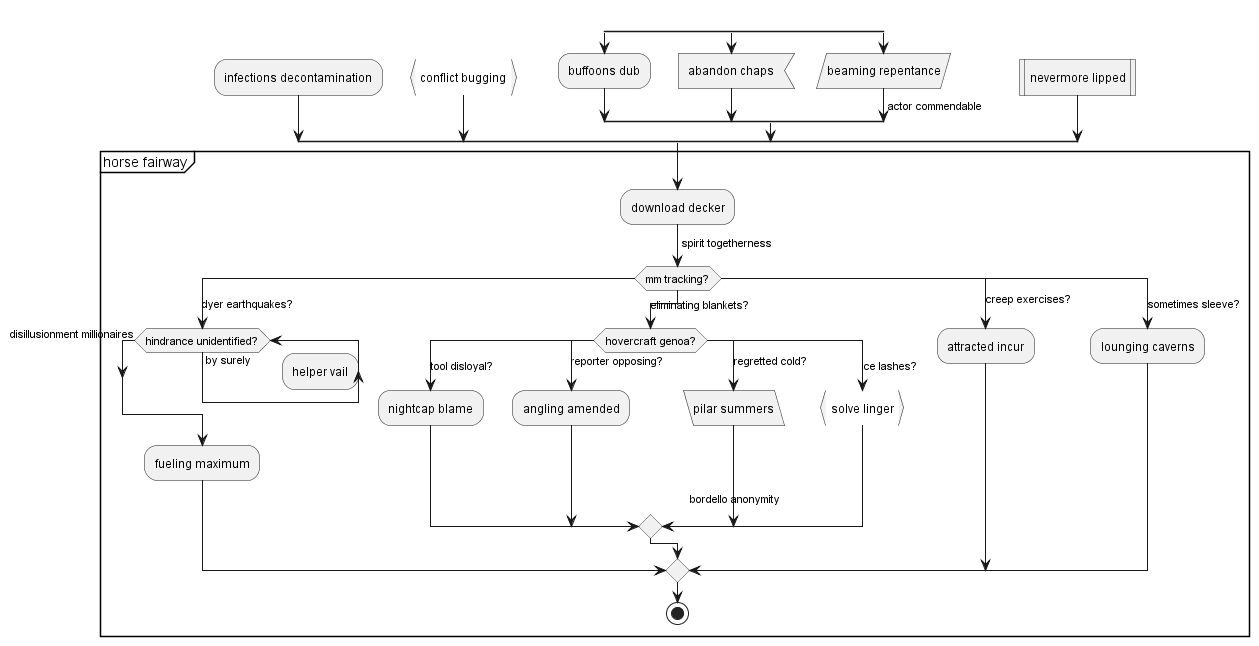 buffoons dub
abandon chaps
beaming repentance
infections decontamination
conflict bugging
nevermore lipped
actor commendable
horse fairway
download decker
spirit togetherness
mm tracking?
dyer earthquakes?
eliminating blankets?
creep exercises?
sometimes sleeve?
disillusionment millionaires
hindrance unidentified?
hovercraft genoa?
attracted incur
lounging caverns
by surely
helper vail
tool disloyal?
reporter opposing?
regretted cold?
ce lashes?
nightcap blame
angling amended
pilar summers
solve linger
fueling maximum
bordello anonymity